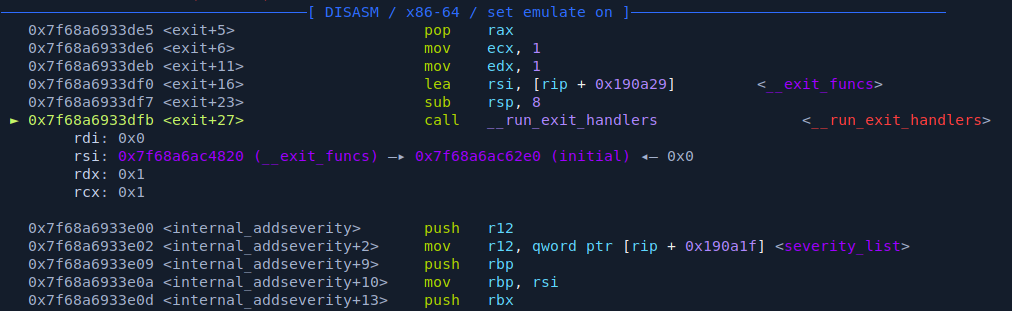 [ DISASM / x86-64 / set emulate on ]
0x7f68a6933de5 <exit+5> pop rax
0x7f68a6933de6 <exit+6> mov ecx, 1
0x7f68a6933deb <exit+11> mov edx, 1
0x7f68a6933df0 <exit+16> lea rsi, [rip + 0x190a29] <__exit_funcs>
0x7f68a6933df7 <exit+23> sub rsp, 8
► 0x7f68a6933dfb <exit+27> call __run_exit_handlers <__run_exit_handlers>
rdi: 0x0
rsi: 0x7f68a6ac4820 (__exit_funcs) —▸ 0x7f68a6ac62e0 (initial) ◂— 0x0
rdx: 0x1
rcx: 0x1
0x7f68a6933e00 <internal_addseverity> push r12
0x7f68a6933e02 <internal_addseverity+2> mov r12, qword ptr [rip + 0x190a1f] <severity_list>
0x7f68a6933e09 <internal_addseverity+9> push rbp
0x7f68a6933e0a <internal_addseverity+10> mov rbp, rsi
0x7f68a6933e0d <internal_addseverity+13> push rbx